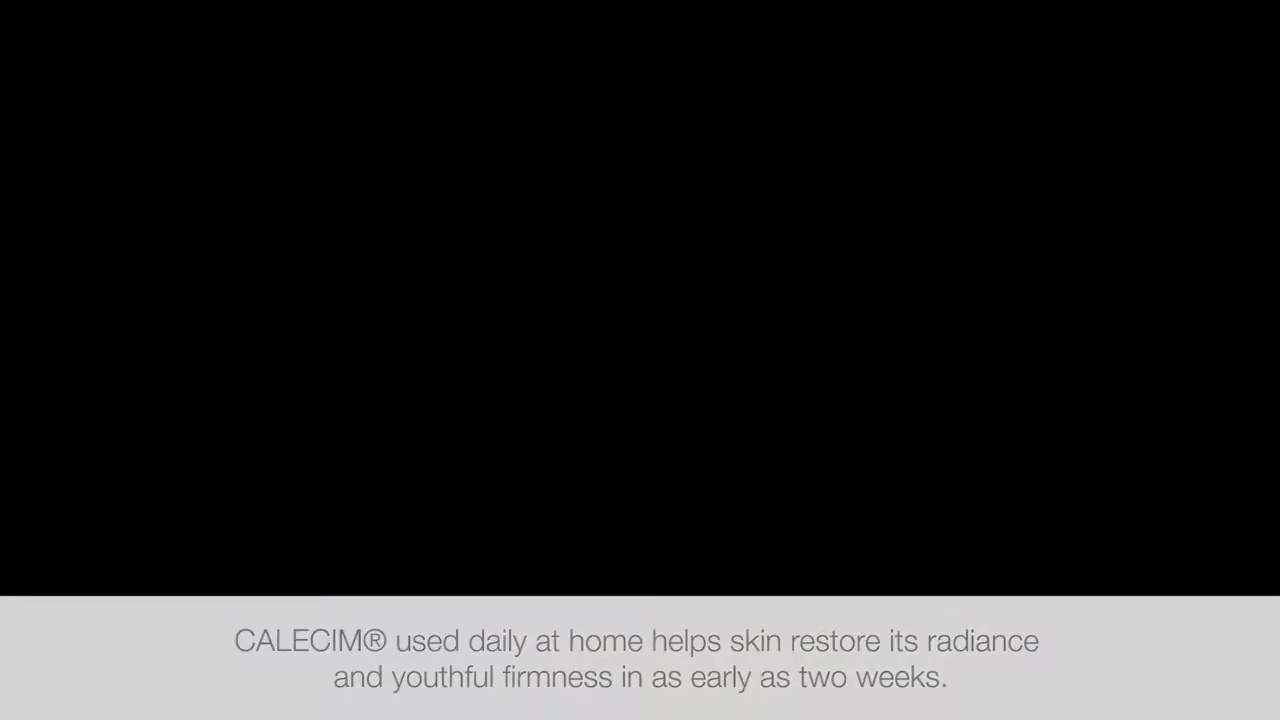 CALECIM® used daily at home helps skin restore its radiance
and youthful firmness in as early as two weeks.